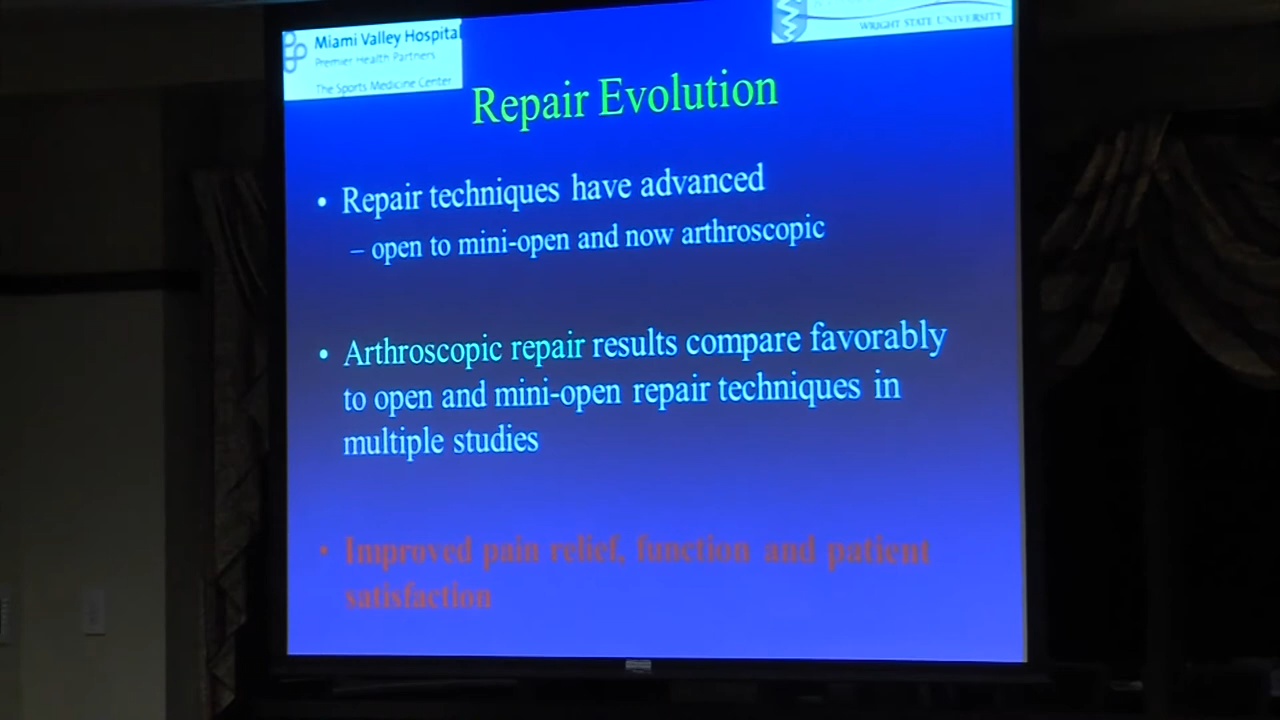 Miami Valley Hospital
Premier Health Partners
The Sports Medicine Center
WRIGHT STATE UNIVERSITY
Repair Evolution
• Repair techniques have advanced
– open to mini-open and now arthroscopic
• Arthroscopic repair results compare favorably
to open and mini-open repair techniques in
multiple studies
• Improved pain relief, function and patient
satisfaction